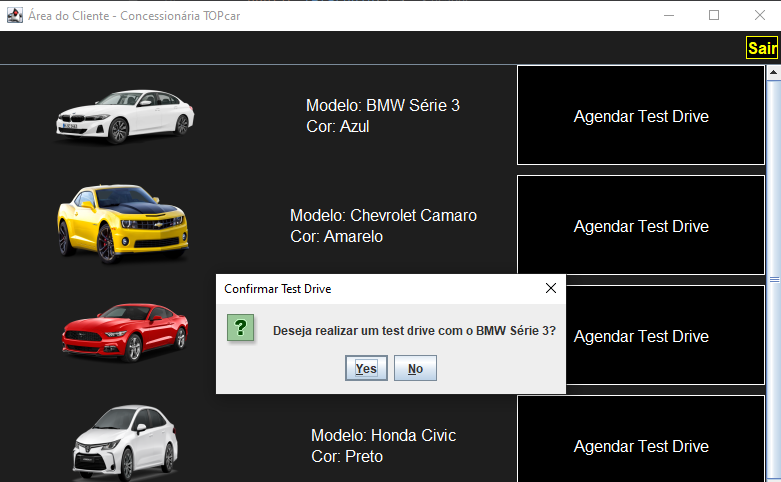 Área do Cliente - Concessionária TOPcar
Sair
Modelo: BMW Série 3
Cor: Azul
Agendar Test Drive
Modelo: Chevrolet Camaro
Cor: Amarelo
Agendar Test Drive
Confirmar Test Drive
?
Deseja realizar um test drive com o BMW Série 3?
Yes
No
Agendar Test Drive
Modelo: Honda Civic
Cor: Preto
Agendar Test Drive